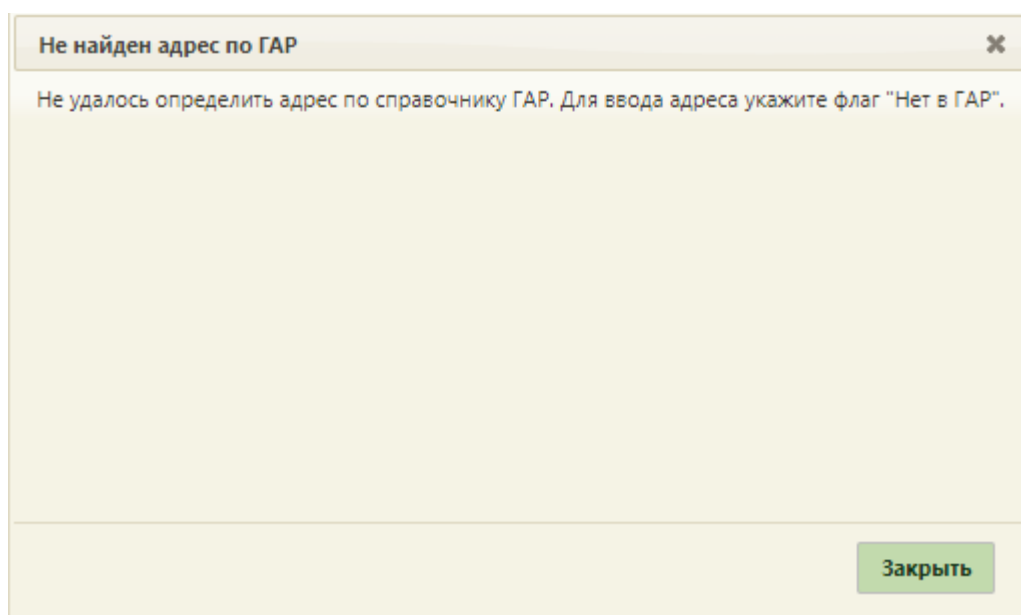 Не найден адрес по ГАР
Не удалось определить адрес по справочнику ГАР. Для ввода адреса укажите флаг "Нет в ГАР".
Закрыть